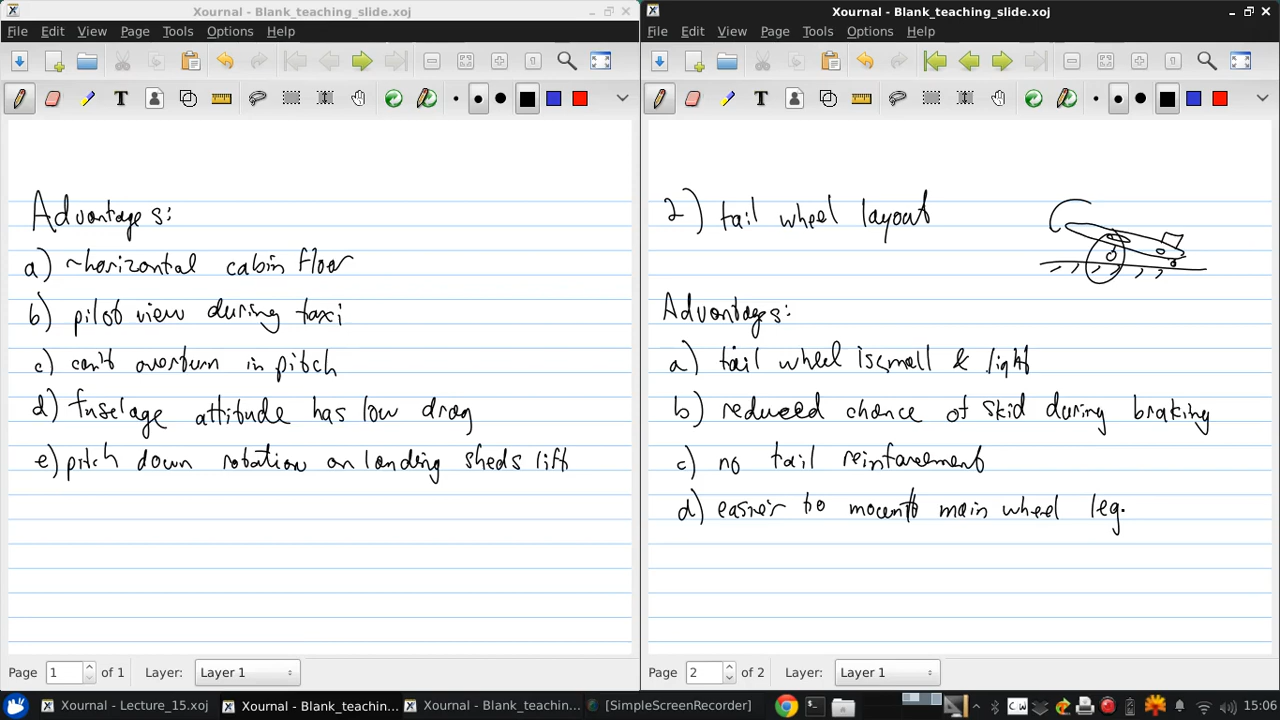 Xournal - Blank_teaching_slide.xoj
File Edit View Page Tools Options Help
Advantages:
a) ~horizontal cabin floor
b) pilot view during taxi
c) can't overturn in pitch
d) fuselage attitude has low drag
e) pitch down rotation on landing sheds lift
Page 1 of 1 Layer: Layer 1
Xournal - Blank_teaching_slide.xoj
File Edit View Page Tools Options Help
2) tail wheel layout
Advantages:
a) tail wheel is small & light
b) reduced chance of skid during braking
c) no tail reinforcement
d) easier to mount main wheel leg.
Page 2 of 2 Layer: Layer 1
Xournal - Lecture_15.xoj Xournal - Blank_teachin... Xournal - Blank_teachin... [SimpleScreenRecorder] 15:06